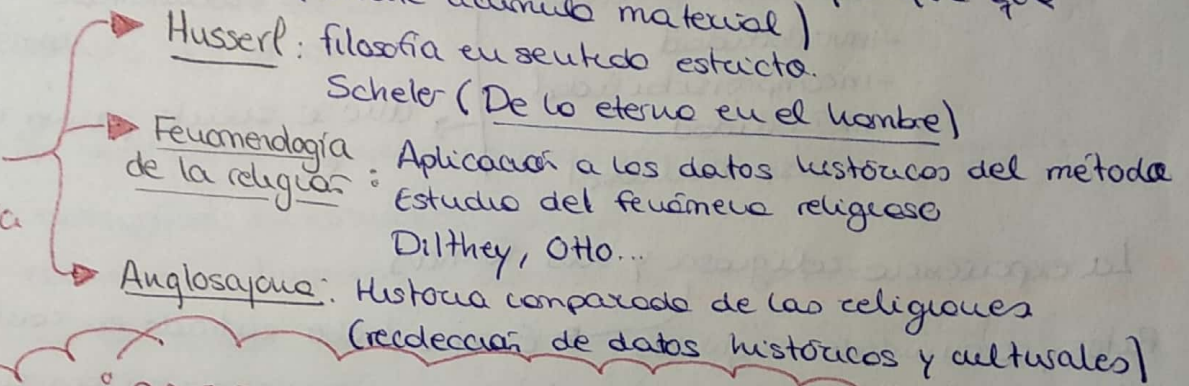 acúmulo material)
Husserl: filosofía en sentido estricto.
Scheler (De lo eterno en el hombre)
Fenomenología
de la religión: Aplicación a los datos históricos del método
Estudio del fenómeno religioso
a
Dilthey, Otto...
Anglosajona: Historia comparada de las religiones
(recolección de datos históricos y culturales)